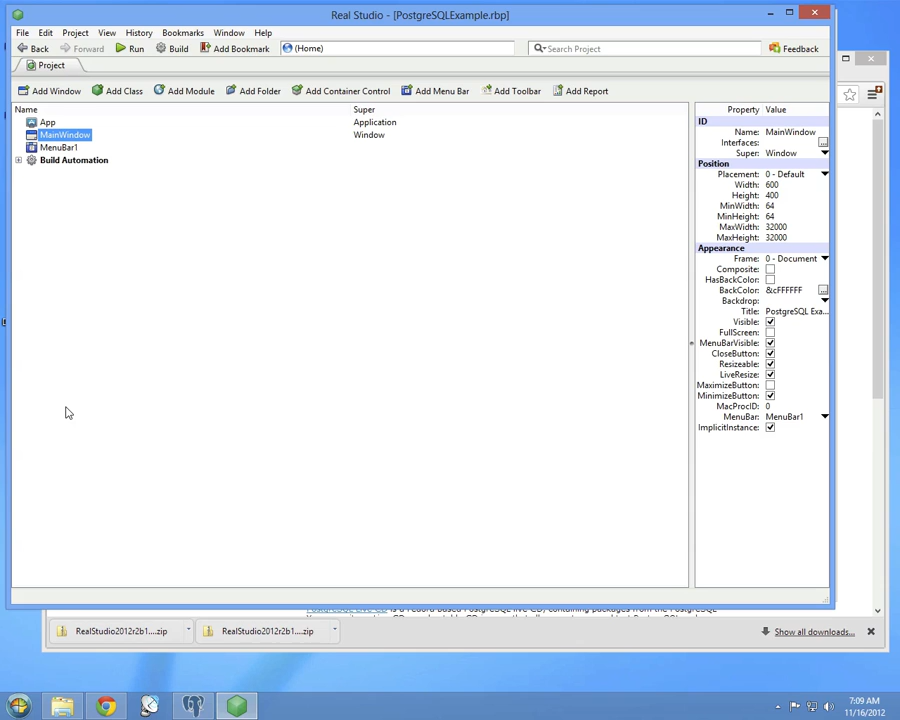 Real Studio - [PostgreSQLExample.rbp]
File Edit Project View History Bookmarks Window Help
Back Forward Run Build Add Bookmark (Home) Search Project Feedback
Project
Add Window Add Class Add Module Add Folder Add Container Control Add Menu Bar Add Toolbar Add Report
Name Super
App Application
MainWindow Window
MenuBar1
Build Automation
Property Value
ID
Name: MainWindow
Interfaces: ...
Super: Window
Position
Placement: 0 - Default
Width: 600
Height: 400
MinWidth: 64
MinHeight: 64
MaxWidth: 32000
MaxHeight: 32000
Appearance
Frame: 0 - Document
Composite:
HasBackColor:
BackColor: &cFFFFFF ...
Backdrop:
Title: PostgreSQL Exa...
Visible:
FullScreen:
MenuBarVisible:
CloseButton:
Resizeable:
LiveResize:
MaximizeButton:
MinimizeButton:
MacProcID: 0
MenuBar: MenuBar1
ImplicitInstance:
RealStudio2012r2b1....zip RealStudio2012r2b1....zip Show all downloads...
7:09 AM
11/16/2012